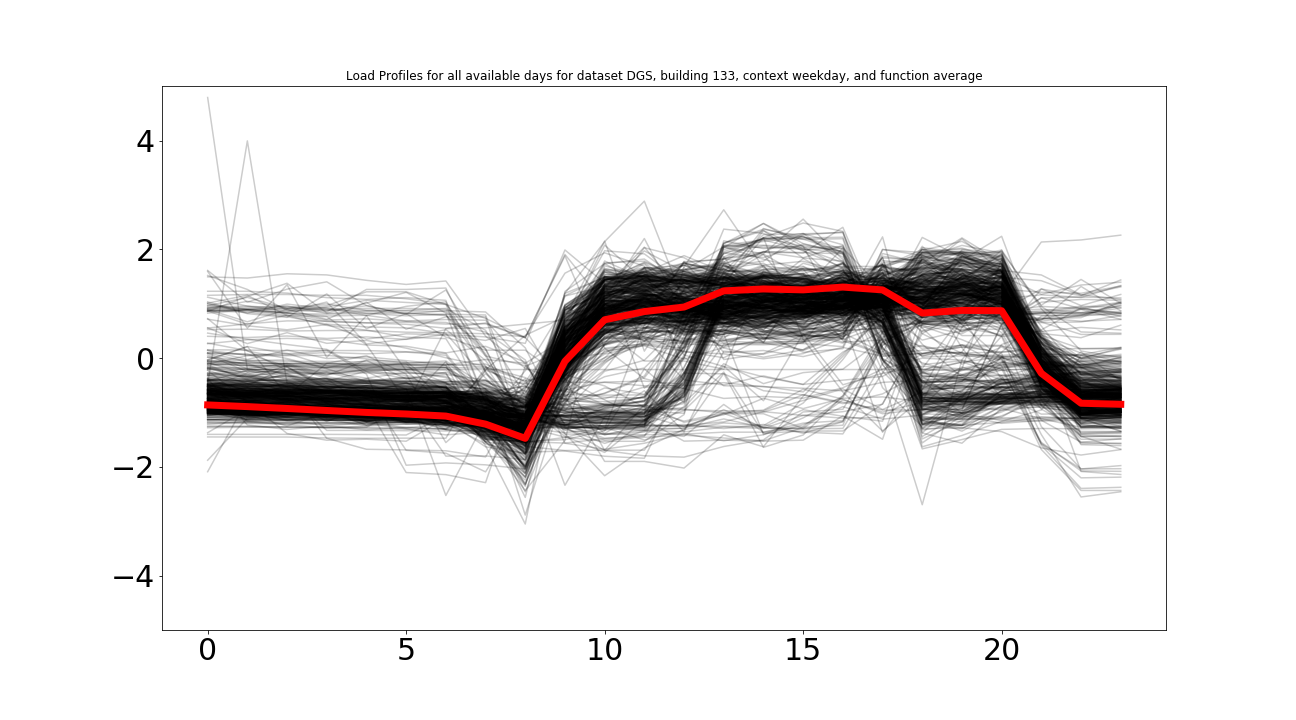 Load Profiles for all available days for dataset DGS, building 133, context weekday, and function average
4
2
0
−2
−4
0 5 10 15 20